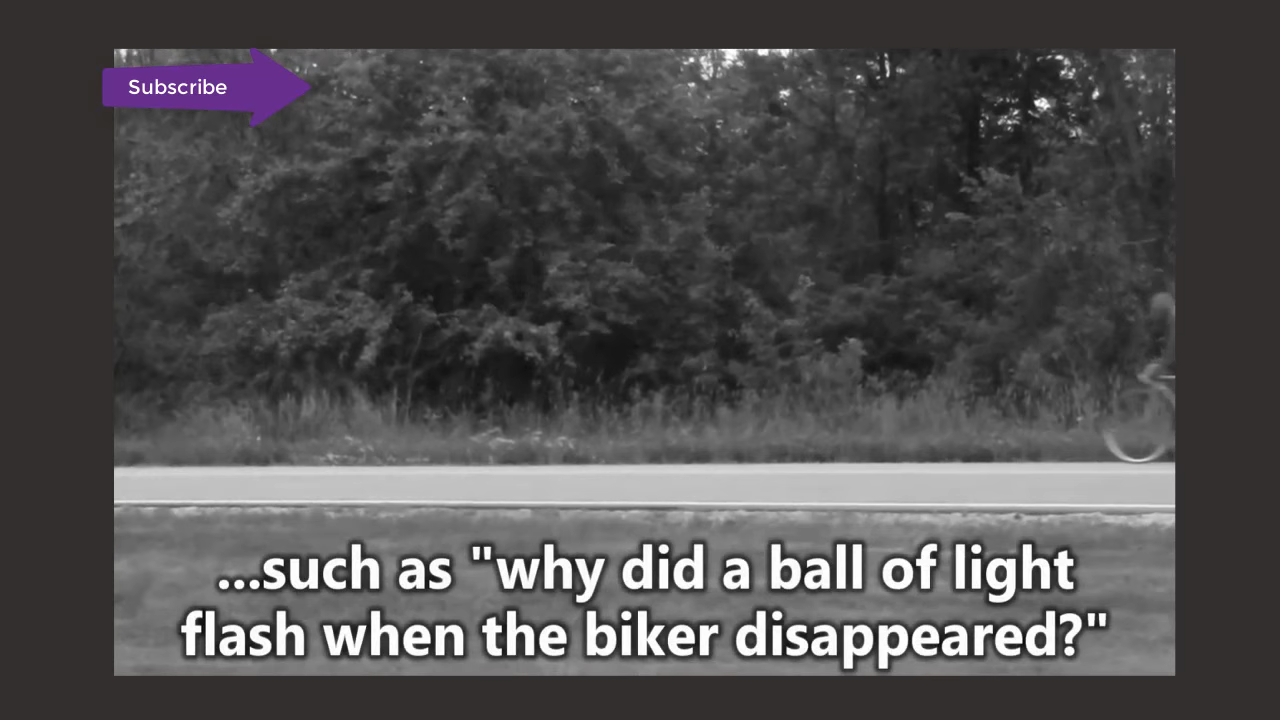 Subscribe
...such as "why did a ball of light
flash when the biker disappeared?"